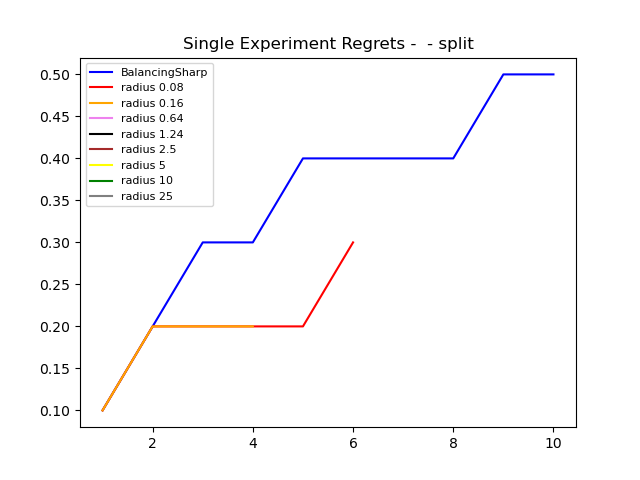 Single Experiment Regrets -  - split
0.50
0.45
0.40
0.35
0.30
0.25
0.20
0.15
0.10
BalancingSharp
radius 0.08
radius 0.16
radius 0.64
radius 1.24
radius 2.5
radius 5
radius 10
radius 25
2 4 6 8 10